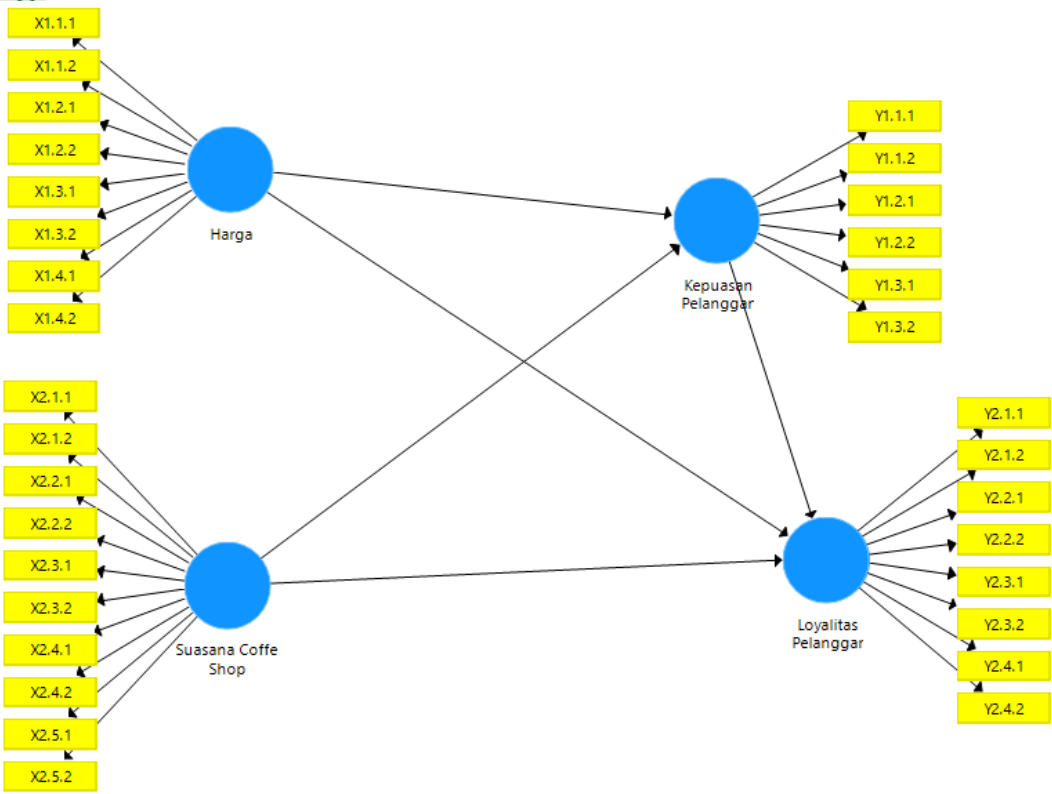 X1.1.1
X1.1.2
X1.2.1
X1.2.2
X1.3.1
X1.3.2
X1.4.1
X1.4.2
Harga
Y1.1.1
Y1.1.2
Y1.2.1
Y1.2.2
Y1.3.1
Y1.3.2
Kepuasan
Pelanggar
X2.1.1
X2.1.2
X2.2.1
X2.2.2
X2.3.1
X2.3.2
X2.4.1
X2.4.2
X2.5.1
X2.5.2
Suasana Coffe
Shop
Y2.1.1
Y2.1.2
Y2.2.1
Y2.2.2
Y2.3.1
Y2.3.2
Y2.4.1
Y2.4.2
Loyalitas
Pelanggar